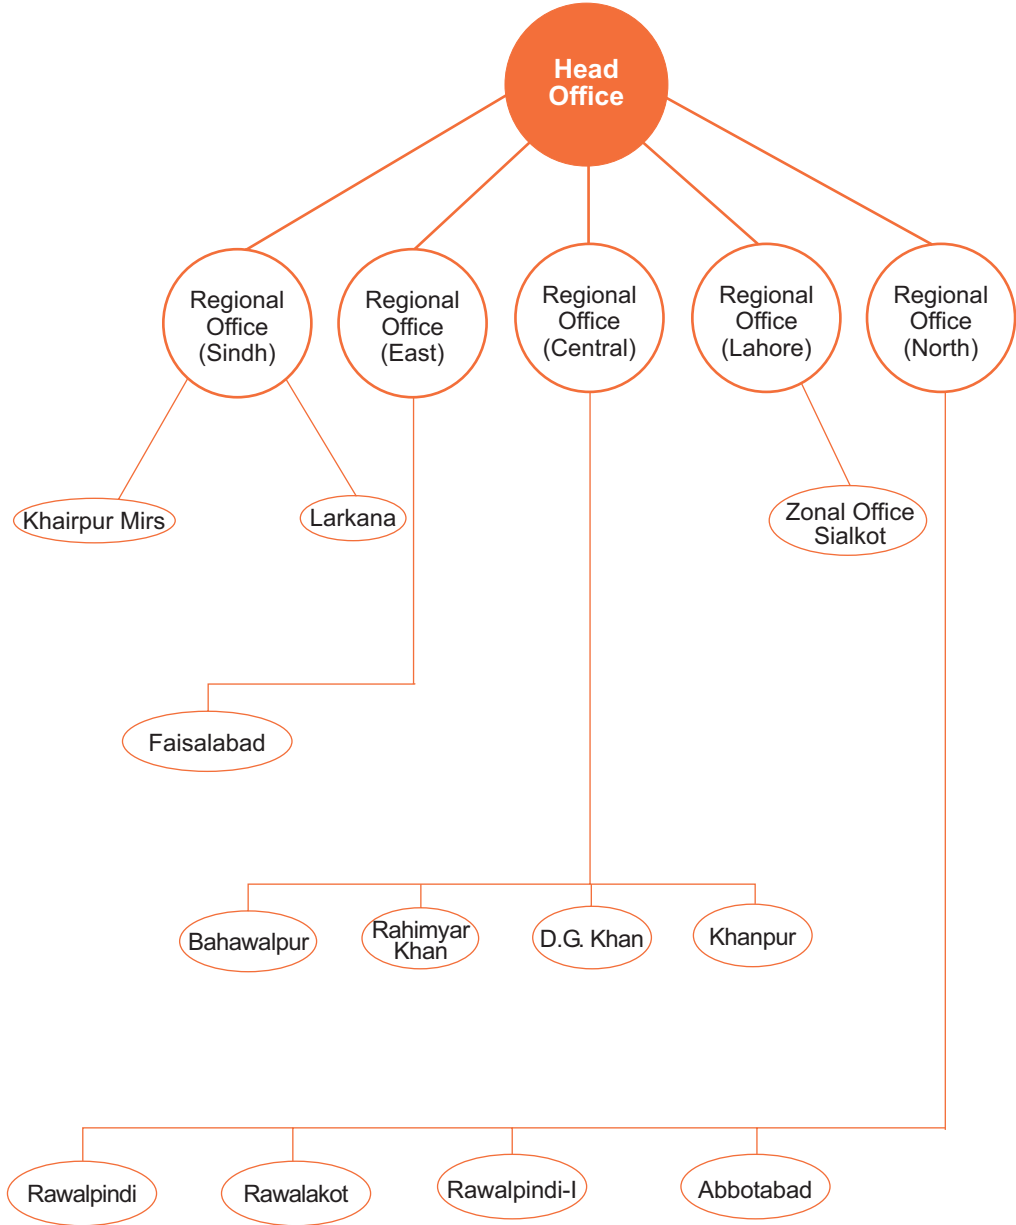 Head
Office
Regional
Office
(Sindh)
Regional
Office
(East)
Regional
Office
(Central)
Regional
Office
(Lahore)
Regional
Office
(North)
Khairpur Mirs
Larkana
Zonal Office
Sialkot
Faisalabad
Bahawalpur
Rahimyar
Khan
D.G. Khan
Khanpur
Rawalpindi
Rawalakot
Rawalpindi-I
Abbotabad